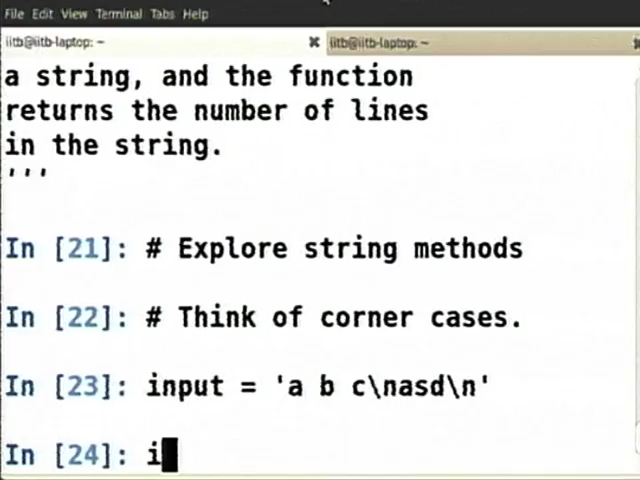 File Edit View Terminal Tabs Help
iitb@iitb-laptop: ~ iitb@iitb-laptop: ~
a string, and the function
returns the number of lines
in the string.
'''
In [21]: # Explore string methods
In [22]: # Think of corner cases.
In [23]: input = 'a b c\nasd\n'
In [24]: i